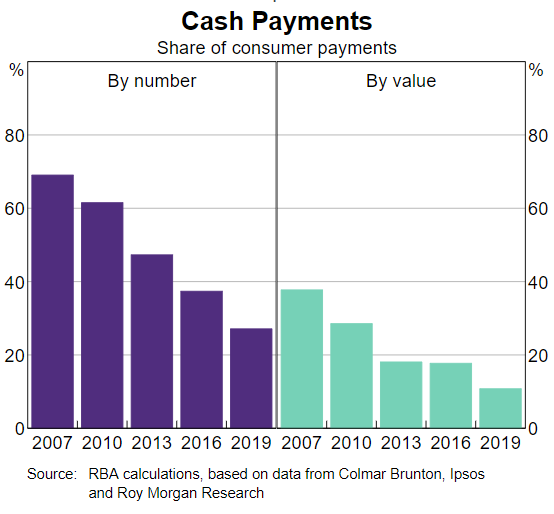 Cash Payments
Share of consumer payments
% By number By value %
80 80
60 60
40 40
20 20
0 0
2007 2010 2013 2016 2019 2007 2010 2013 2016 2019
Source: RBA calculations, based on data from Colmar Brunton, Ipsos
and Roy Morgan Research